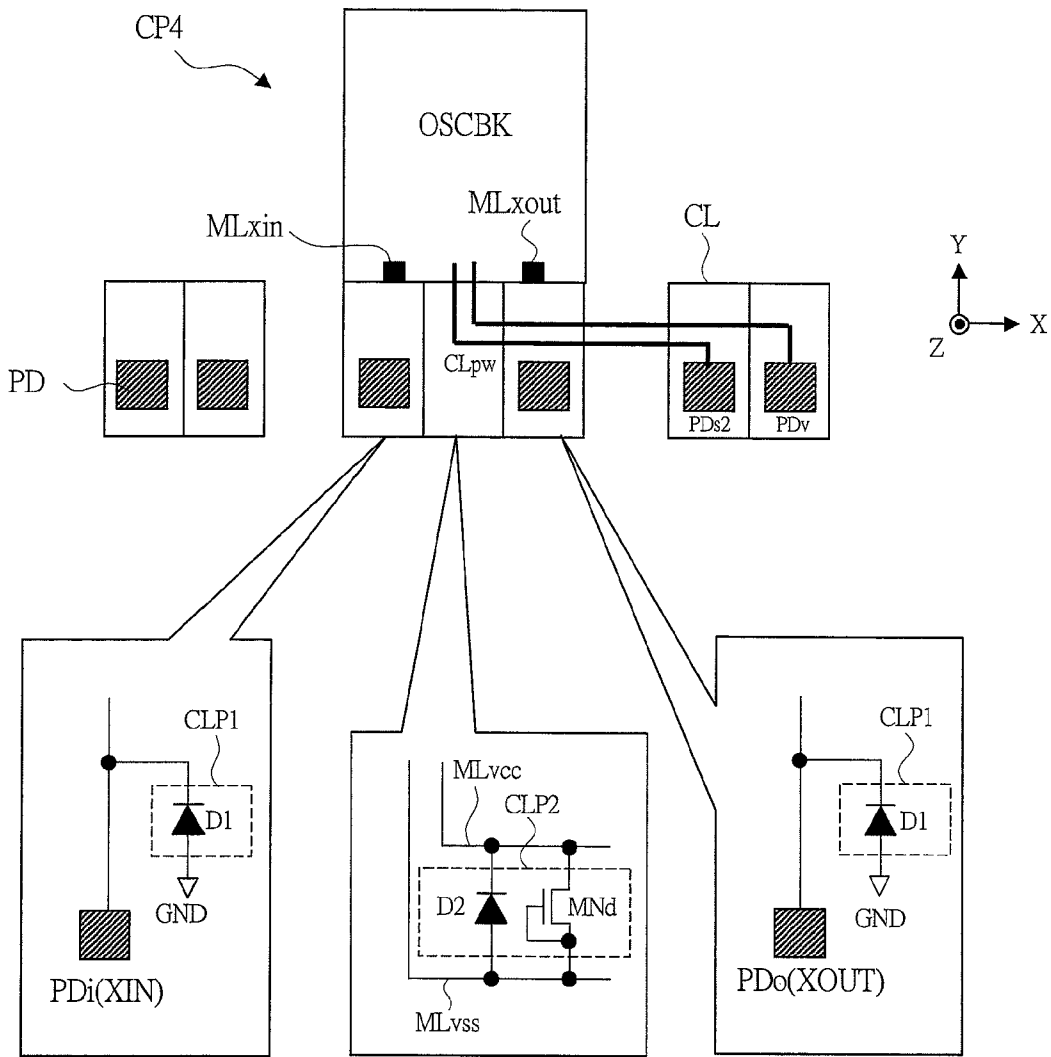 CP4
OSCBK
MLxin
MLxout
CL
Y
X
Z
PD
CLpw
PDs2
PDv
CLP1
D1
GND
PDi(XIN)
MLvcc
CLP2
D2
MNd
MLvss
CLP1
D1
GND
PDo(XOUT)